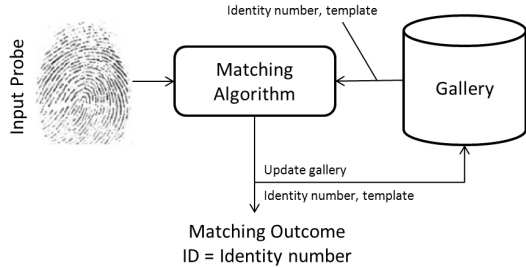 Identity number, template
Input Probe
Matching
Algorithm
Gallery
Update gallery
Identity number, template
Matching Outcome
ID = Identity number